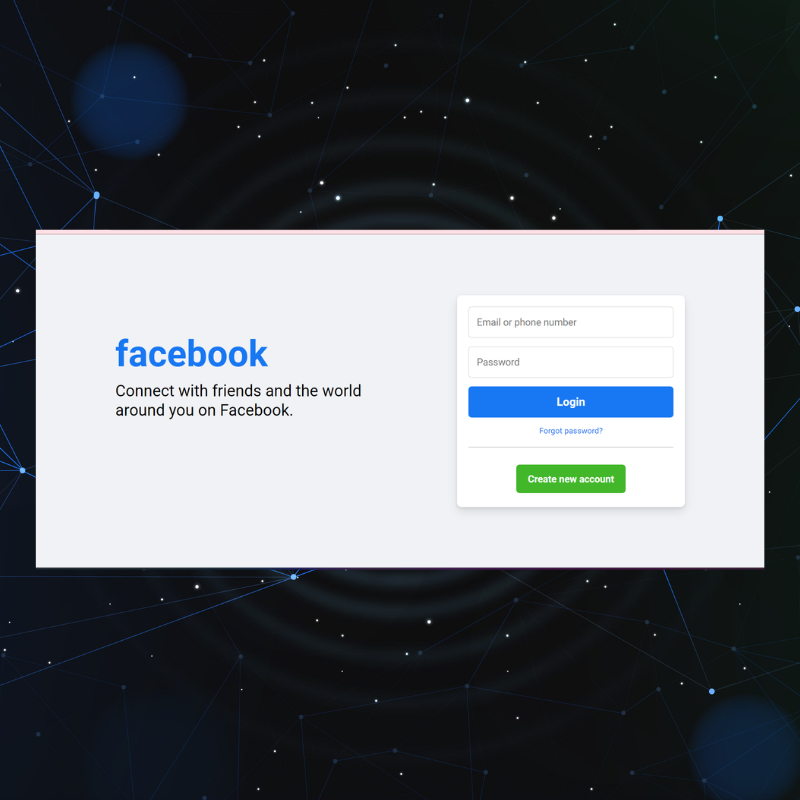 facebook
Connect with friends and the world
around you on Facebook.
Email or phone number
Password
Login
Forgot password?
Create new account